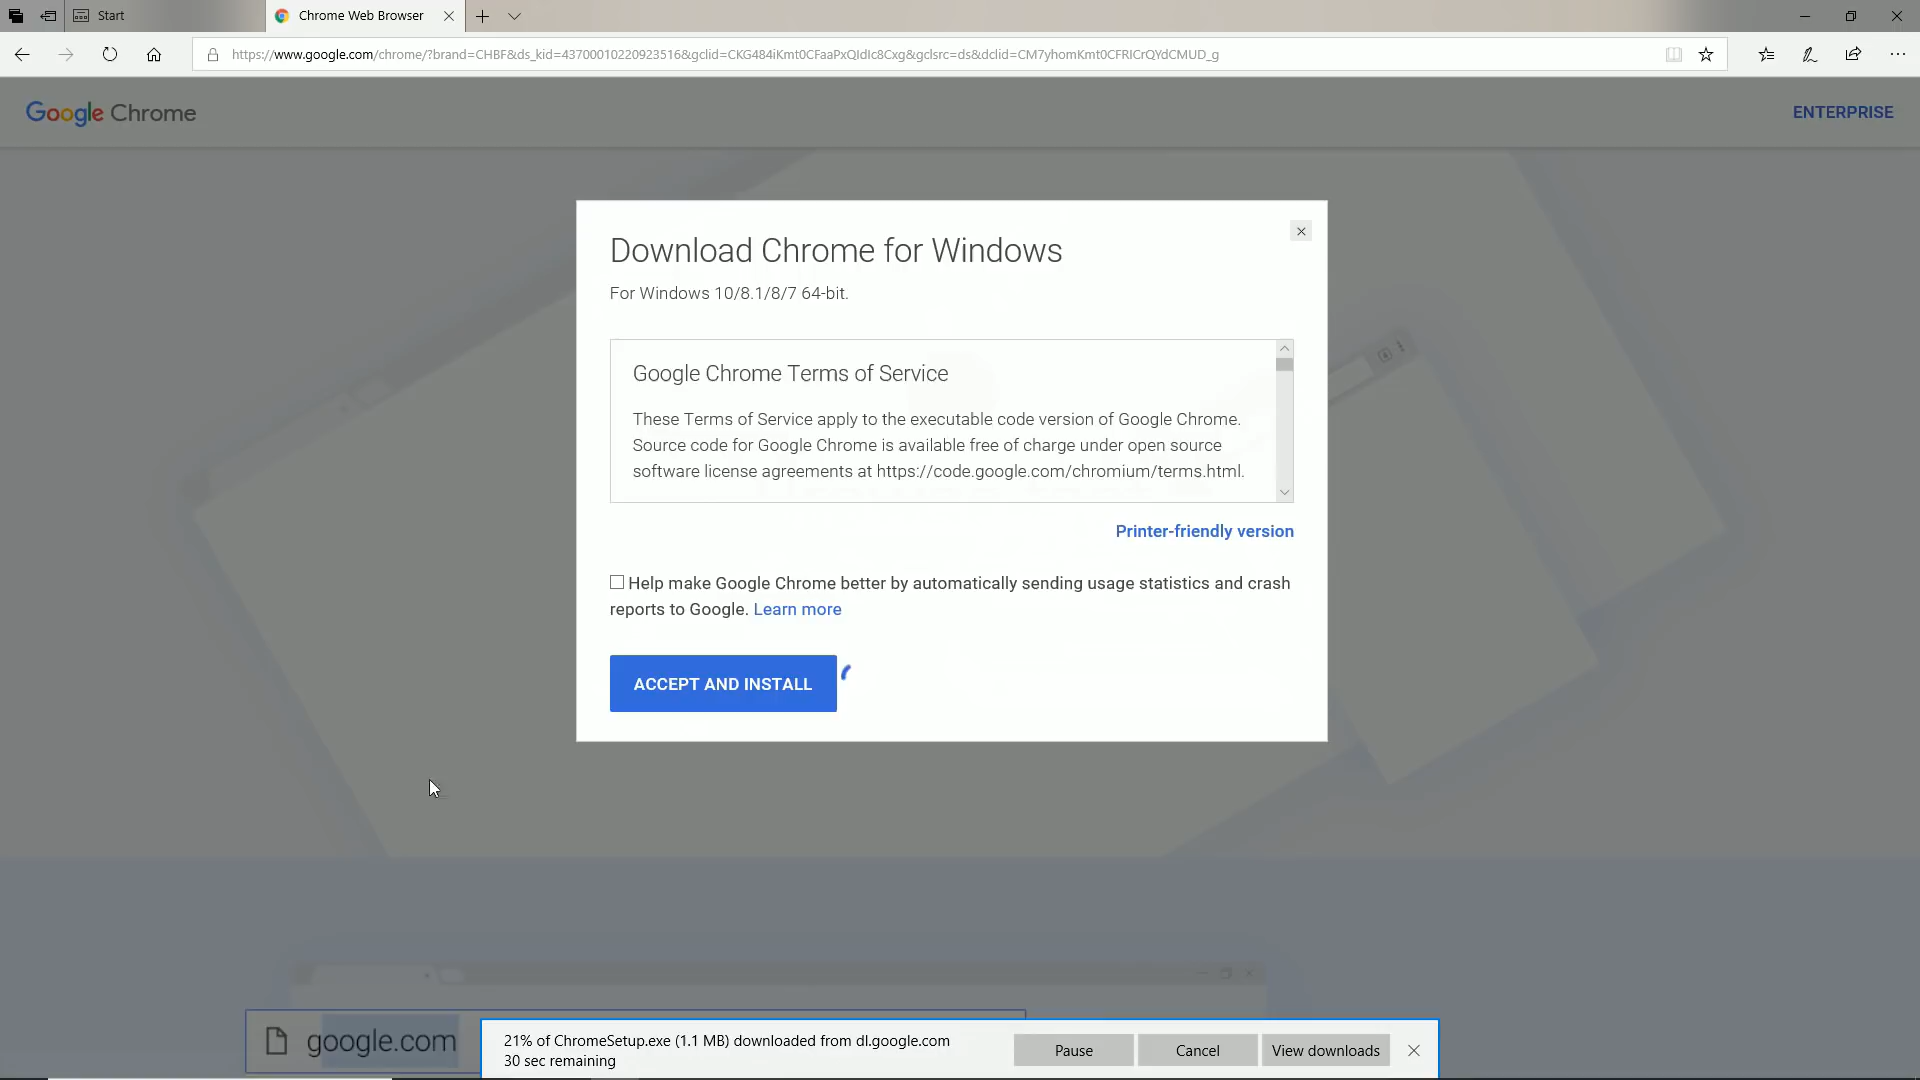 Start
Chrome Web Browser
https://www.google.com/chrome/?brand=CHBF&ds_kid=43700010220923516&gclid=CKG484iKmt0CFaaPxQIdIc8Cxg&gclsrc=ds&dclid=CM7yhomKmt0CFRICrQYdCMUD_g
Google Chrome
ENTERPRISE
Download Chrome for Windows
For Windows 10/8.1/8/7 64-bit.
Google Chrome Terms of Service
These Terms of Service apply to the executable code version of Google Chrome.
Source code for Google Chrome is available free of charge under open source
software license agreements at https://code.google.com/chromium/terms.html.
Printer-friendly version
Help make Google Chrome better by automatically sending usage statistics and crash
reports to Google. Learn more
ACCEPT AND INSTALL
google.com
21% of ChromeSetup.exe (1.1 MB) downloaded from dl.google.com
30 sec remaining
Pause
Cancel
View downloads